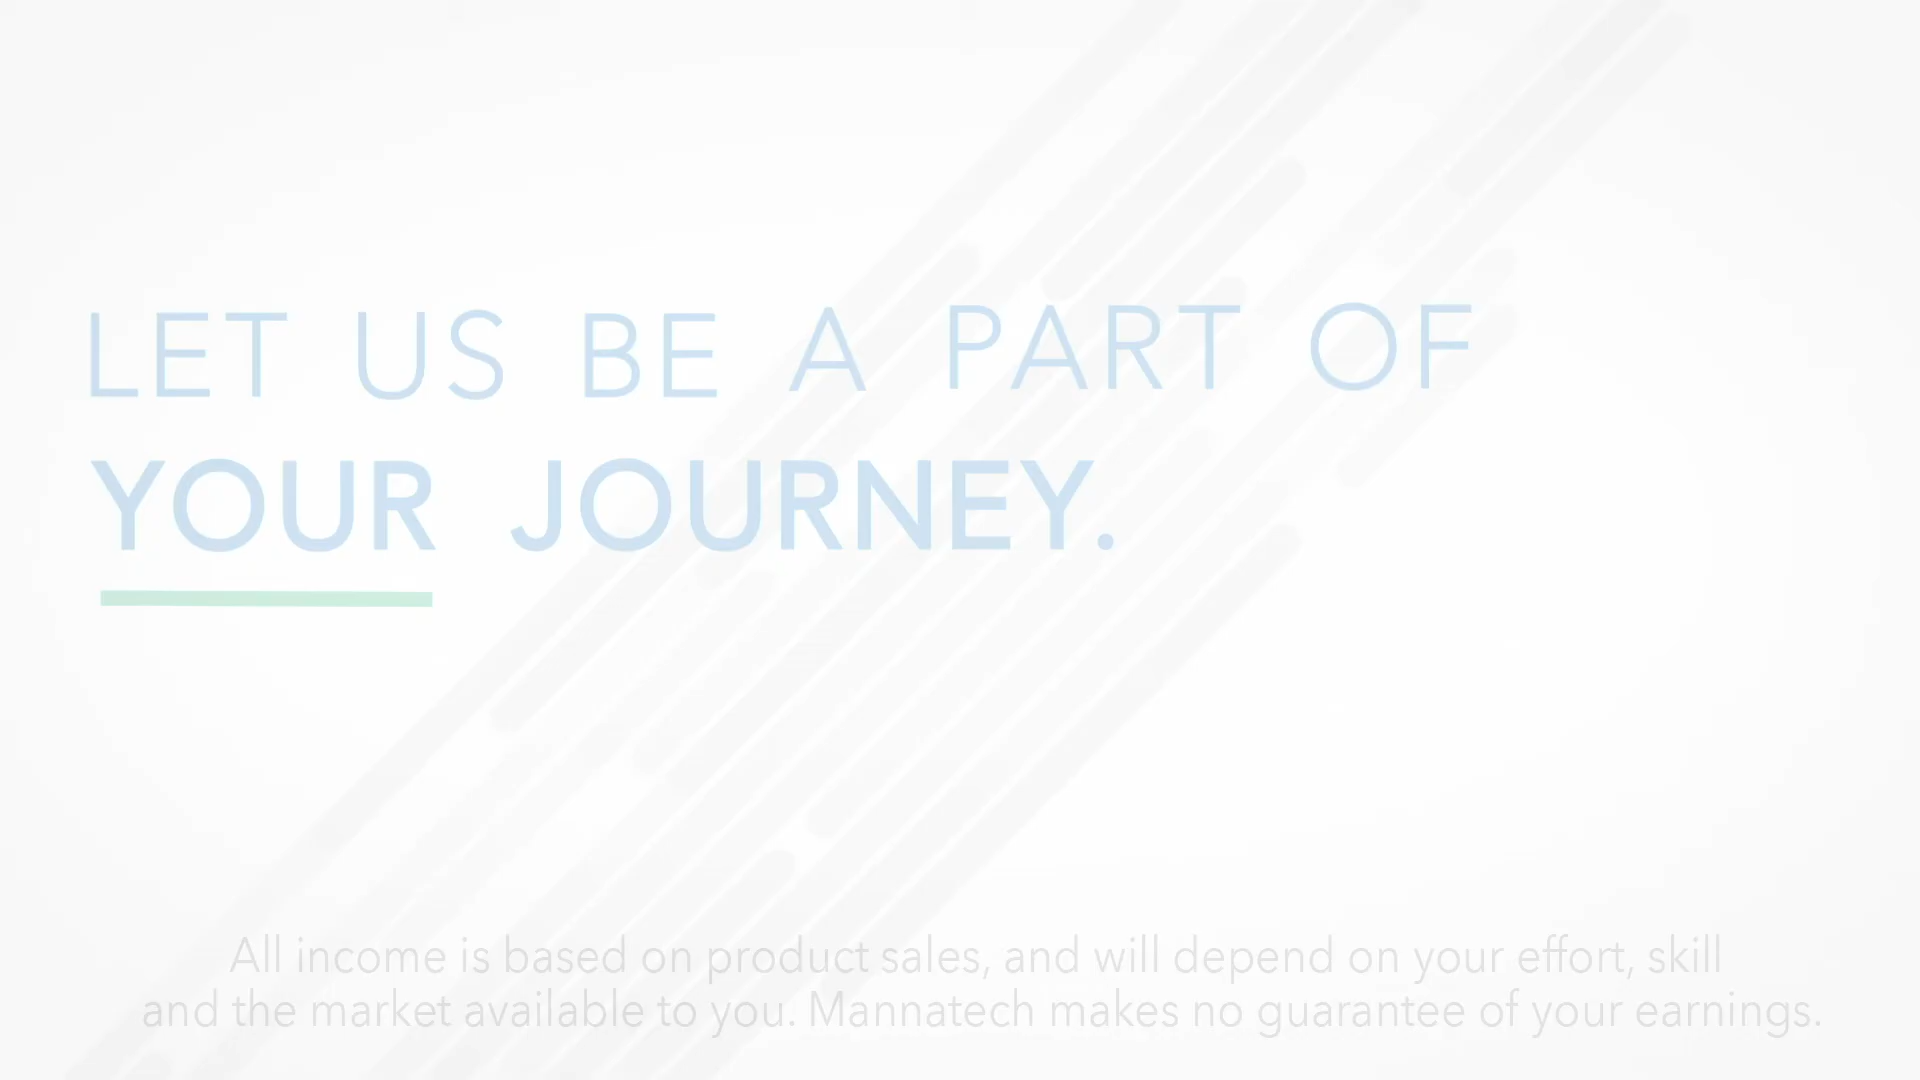 LET US BE A PART OF
YOUR JOURNEY.
All income is based on product sales, and will depend on your effort, skill
and the market available to you. Mannatech makes no guarantee of your earnings.